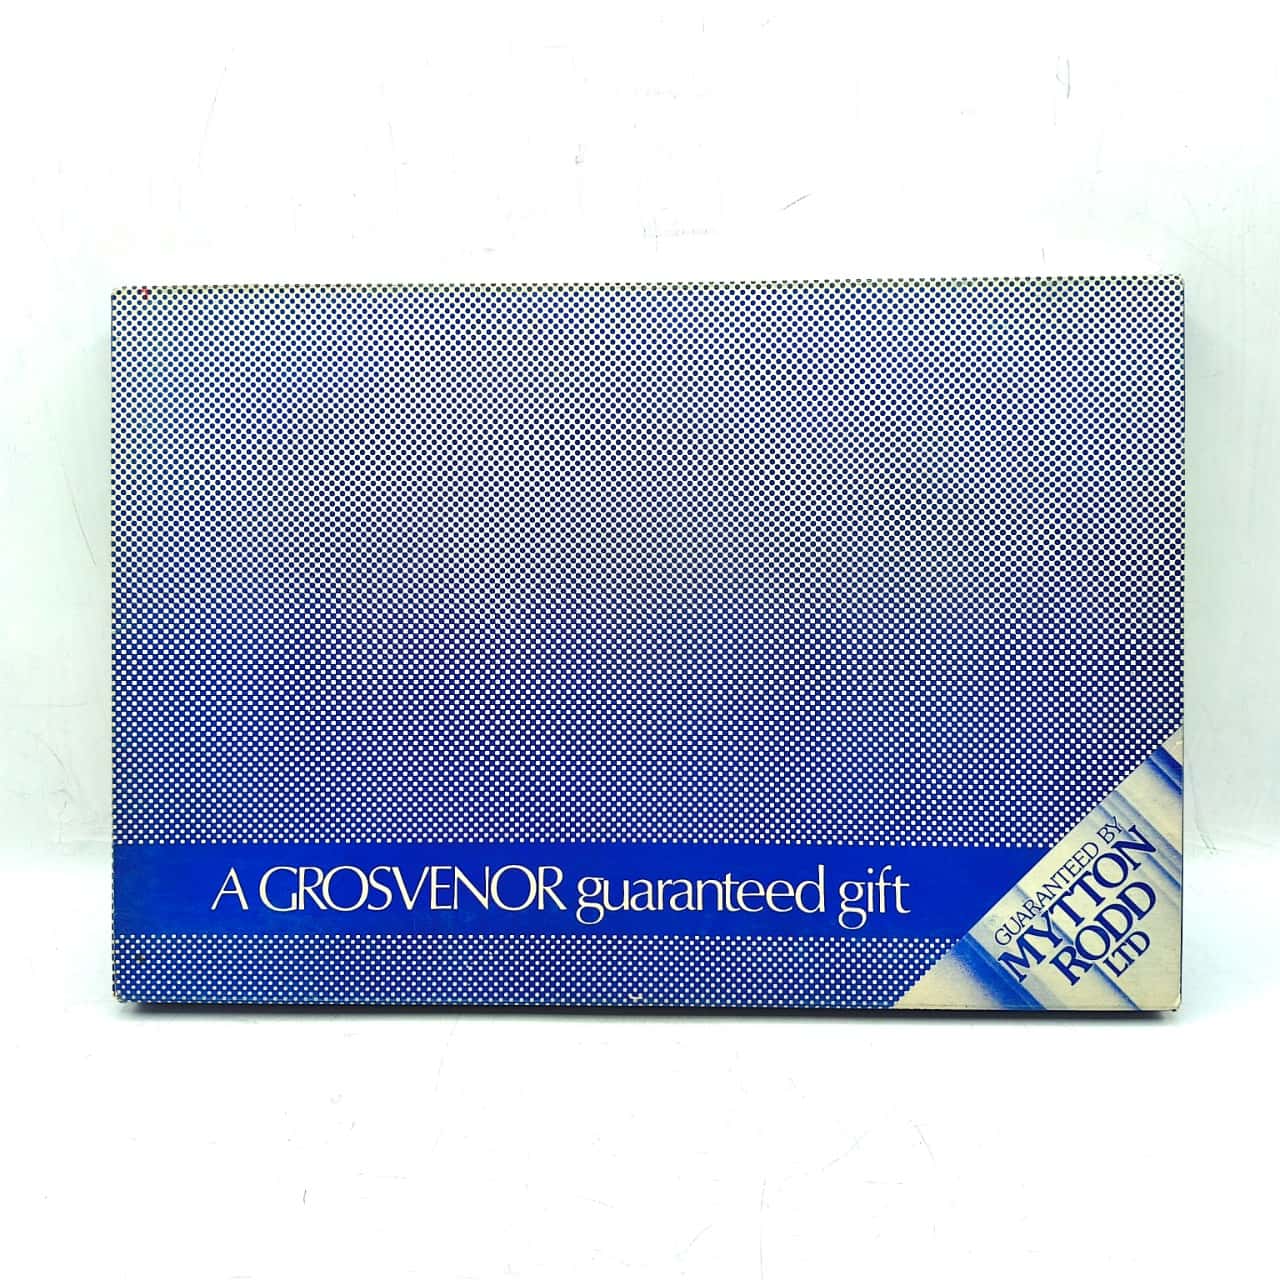 A GROSVENOR guaranteed gift
GUARANTEED BY
MYTTON
RODD
LTD